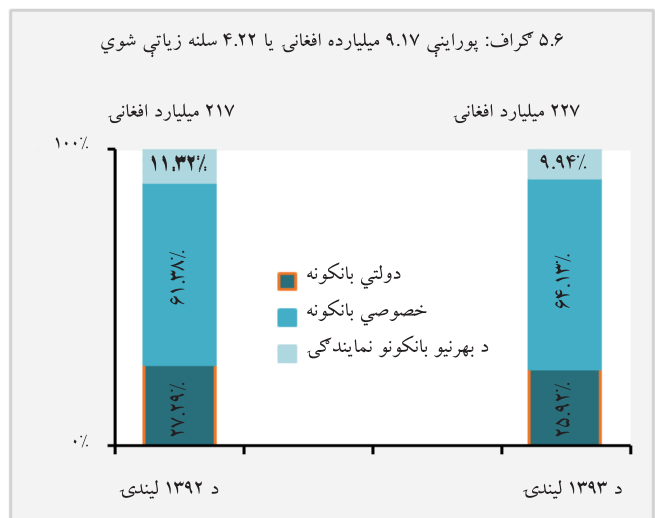 ۵.۶ ګراف: پوراینې ۹.۱۷ میلیارده افغانۍ یا ۴.۲۲ سلنه زیاتې شوي
۲۲۷ میلیارد افغانۍ
۲۱۷ میلیارد افغانۍ
۱۰۰٪
۹.۹۴٪
۱۱.۳۲٪
۶۴.۱۳٪
۶۱.۳۸٪
دولتي بانکونه
خصوصي بانکونه
د بهرنیو بانکونو نمایندګۍ
۲۵.۹۲٪
۲۷.۲۹٪
۰٪
د ۱۳۹۳ لیندۍ
د ۱۳۹۲ لیندۍ